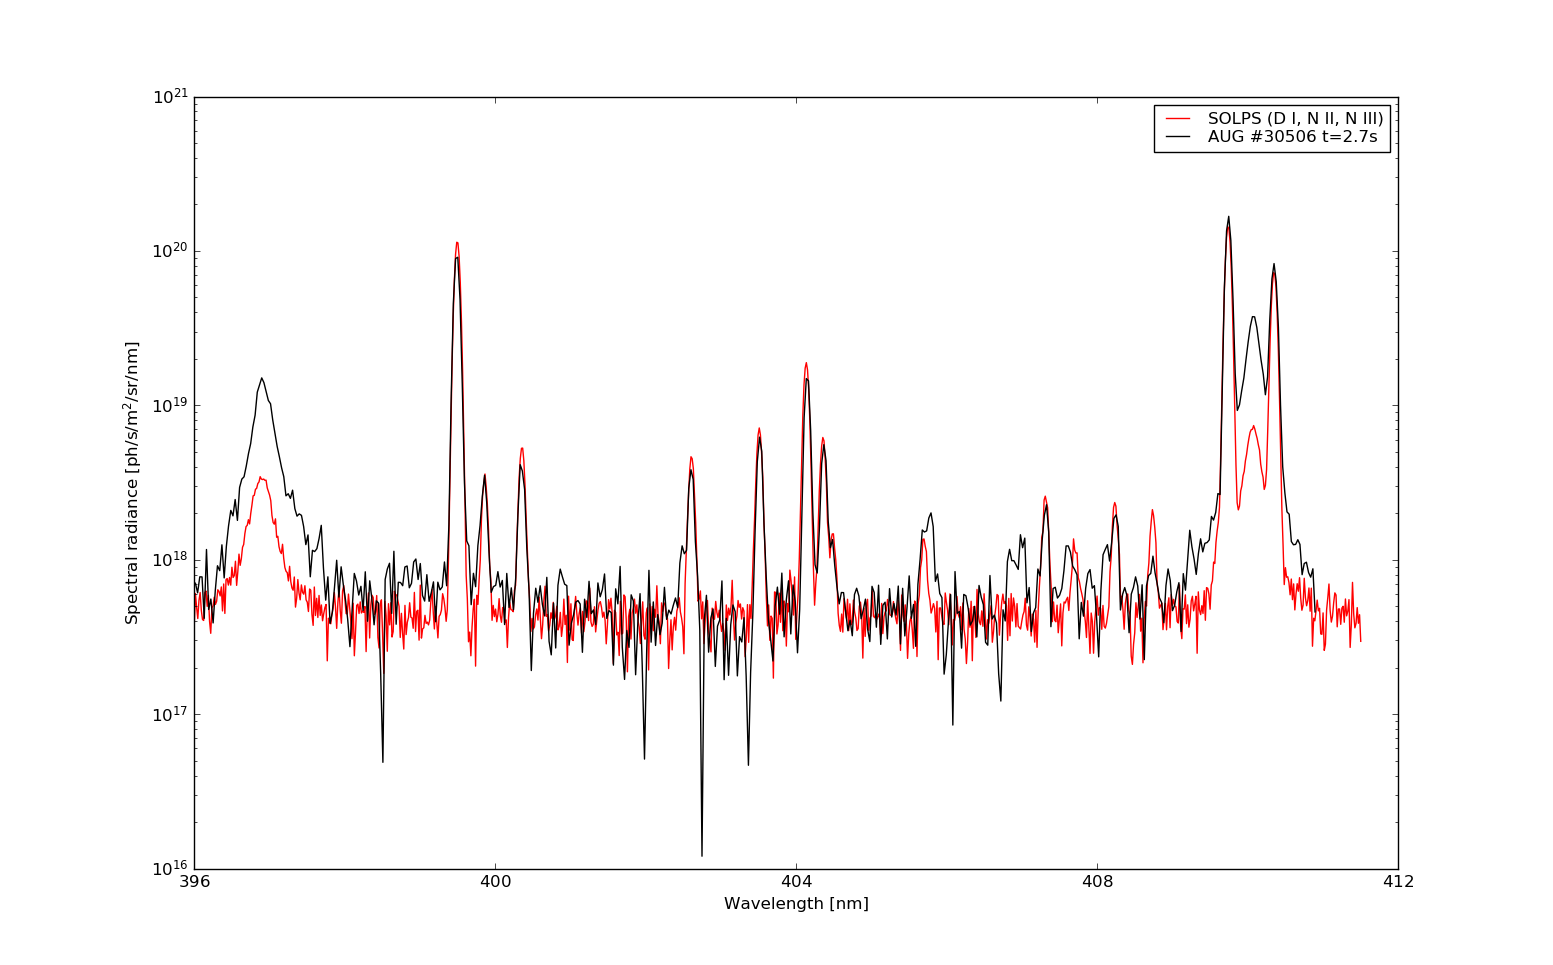 10^21
10^20
10^19
10^18
10^17
10^16
Spectral radiance [ph/s/m^2/sr/nm]
SOLPS (D I, N II, N III)
AUG #30506 t=2.7s
396 400 404 408 412
Wavelength [nm]